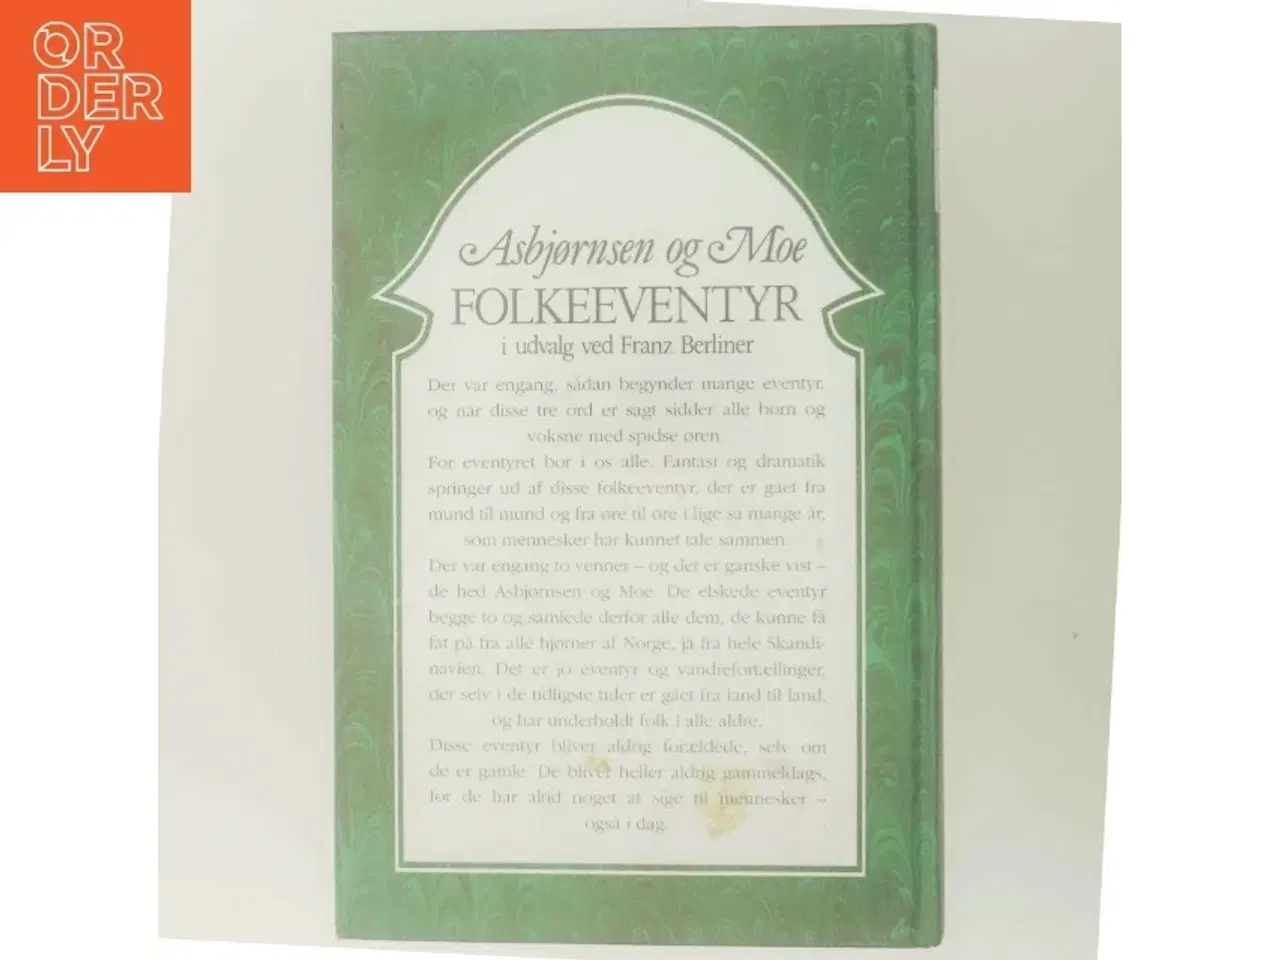 OR
DER
LY
Asbjørnsen og Moe
FOLKEEVENTYR
i udvalg ved Franz Berliner
Der var engang, sådan begynder mange eventyr,
og når disse tre ord er sagt sidder alle børn og
voksne med spidse øren.
For eventyret bor i os alle. Fantasi og dramatik
springer ud af disse folkeeventyr, der er gået fra
mund til mund og fra øre til øre i lige så mange år,
som mennesker har kunnet tale sammen.
Der var engang to venner – og det er ganske vist –
de hed Asbjørnsen og Moe. De elskede eventyr
begge to og samlede derfor alle dem, de kunne få
fat på fra alle hjørner af Norge, ja fra hele Skandi-
navien. Det er jo eventyr og vandrefortællinger,
der selv i de tidligste tider er gået fra land til land,
og har underholdt folk i alle aldre.
Disse eventyr bliver aldrig forældede, selv om
de er gamle. De bliver heller aldrig gammeldags,
for de har altid noget at sige til mennesker –
også i dag.